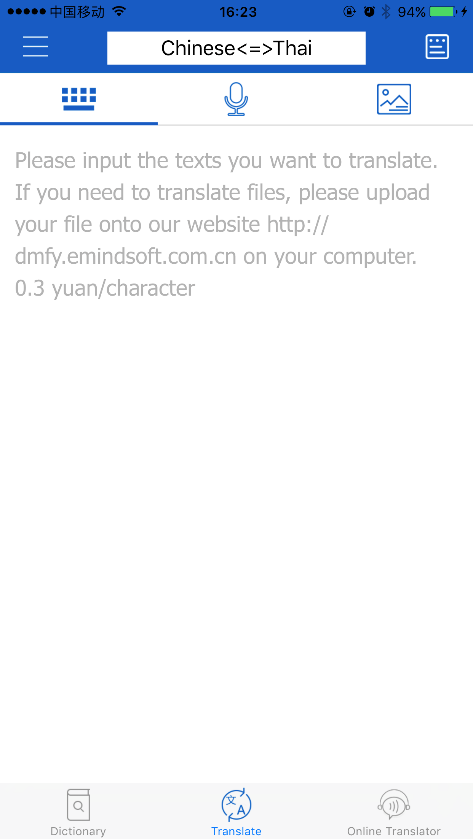 中国移动 16:23 94%
Chinese<=>Thai
Please input the texts you want to translate.
If you need to translate files, please upload
your file onto our website http://
dmfy.emindsoft.com.cn on your computer.
0.3 yuan/character
文 A
Dictionary Translate Online Translator